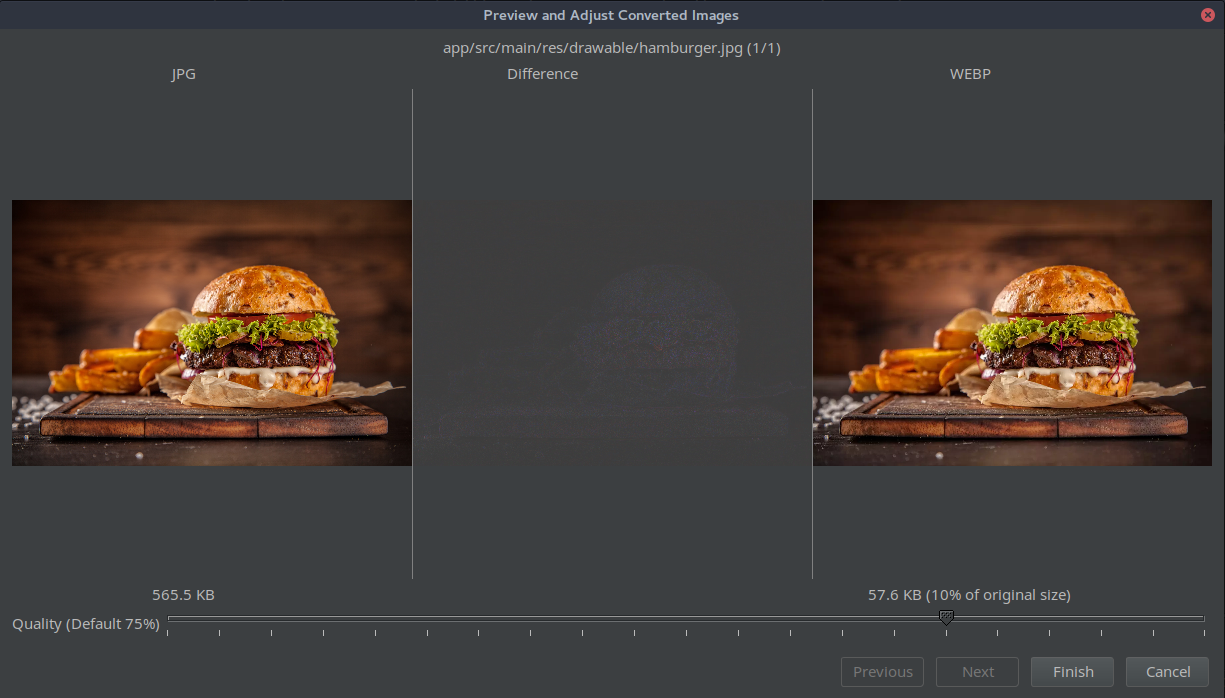 Preview and Adjust Converted Images
app/src/main/res/drawable/hamburger.jpg (1/1)
JPG
Difference
WEBP
565.5 KB
57.6 KB (10% of original size)
Quality (Default 75%)
Previous
Next
Finish
Cancel